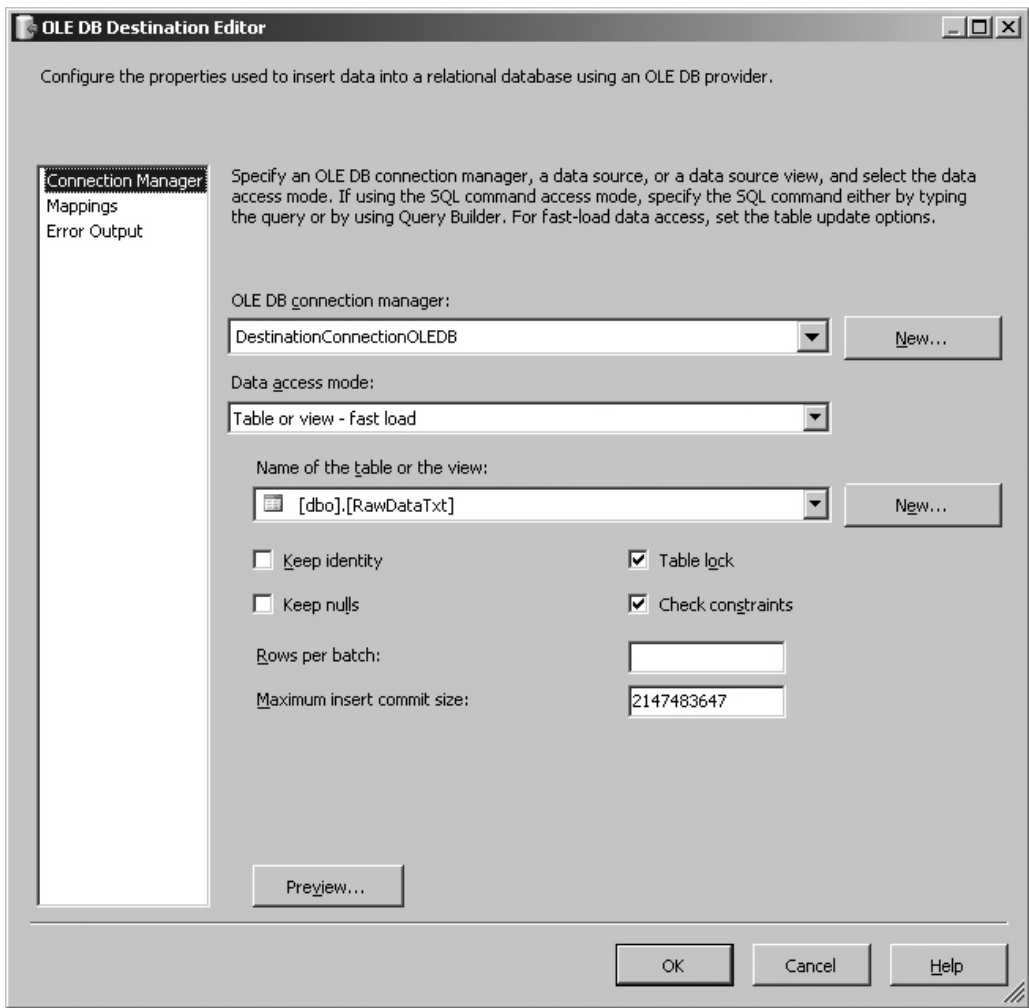 OLE DB Destination Editor
Configure the properties used to insert data into a relational database using an OLE DB provider.
Connection Manager
Mappings
Error Output
Specify an OLE DB connection manager, a data source, or a data source view, and select the data
access mode. If using the SQL command access mode, specify the SQL command either by typing
the query or by using Query Builder. For fast-load data access, set the table update options.
OLE DB connection manager:
DestinationConnectionOLEDB
New...
Data access mode:
Table or view - fast load
Name of the table or the view:
[dbo].[RawDataTxt]
New...
Keep identity
Table lock
Keep nulls
Check constraints
Rows per batch:
Maximum insert commit size:
2147483647
Preview...
OK
Cancel
Help